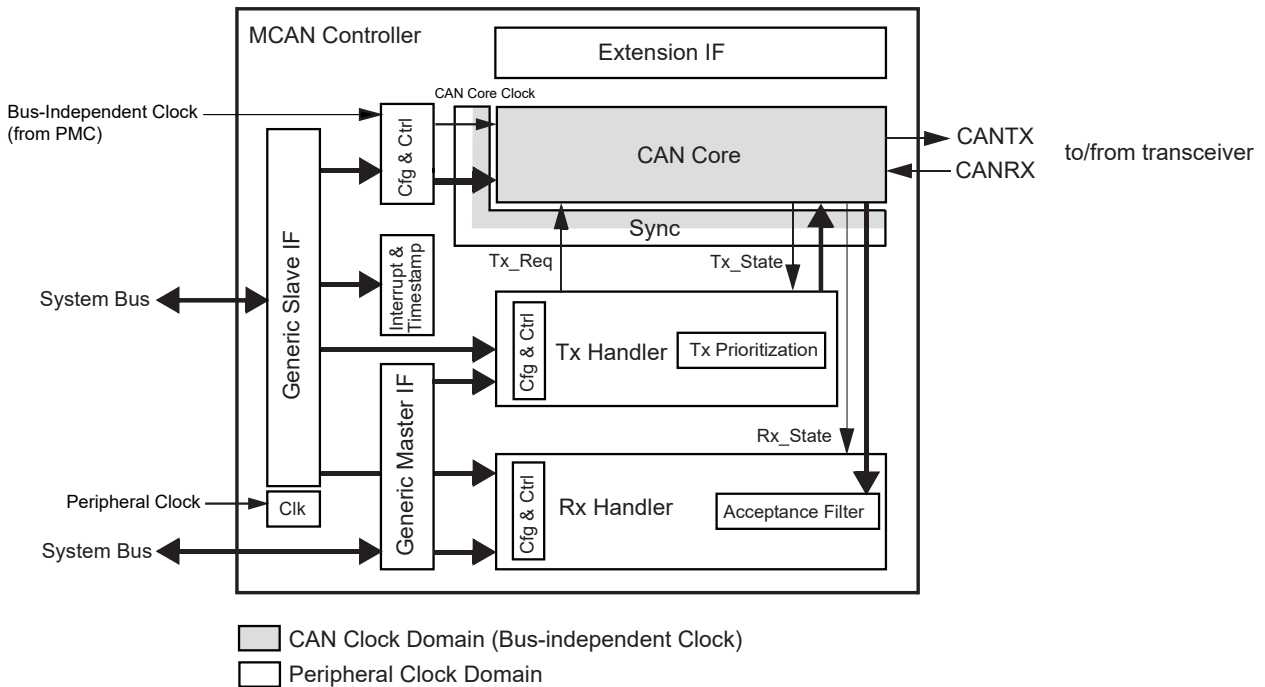 MCAN Controller
Extension IF
CAN Core Clock
Bus-Independent Clock
(from PMC)
Cfg & Ctrl
CAN Core
CANTX
CANRX
to/from transceiver
Sync
Tx_Req
Tx_State
Generic Slave IF
Interrupt &
Timestamp
System Bus
Cfg & Ctrl
Tx Handler
Tx Prioritization
Generic Master IF
Rx_State
Cfg & Ctrl
Rx Handler
Acceptance Filter
Peripheral Clock
Clk
System Bus
CAN Clock Domain (Bus-independent Clock)
Peripheral Clock Domain